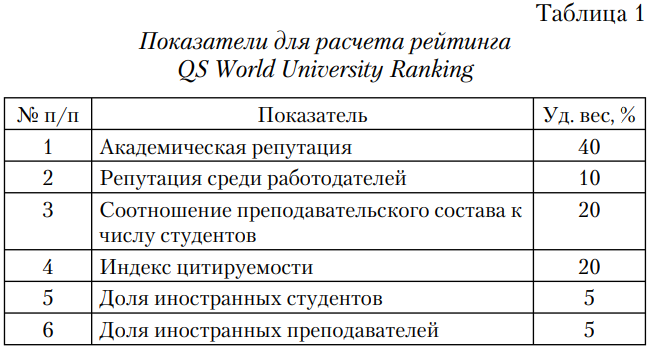 Таблица 1
Показатели для расчета рейтинга
QS World University Ranking
№ п/п Показатель Уд. вес, %
1 Академическая репутация 40
2 Репутация среди работодателей 10
3 Соотношение преподавательского состава к 20
числу студентов
4 Индекс цитируемости 20
5 Доля иностранных студентов 5
6 Доля иностранных преподавателей 5